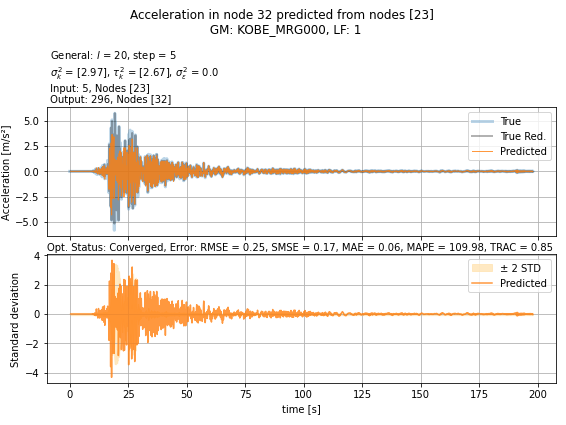 Acceleration in node 32 predicted from nodes [23]
GM: KOBE_MRG000, LF: 1
General: l = 20, step = 5
σ²ₖ = [2.97], τ²ₖ = [2.67], σ²ε = 0.0
Input: 5, Nodes [23]
Output: 296, Nodes [32]
Acceleration [m/s²]
5.0
2.5
0.0
−2.5
−5.0
True
True Red.
Predicted
Opt. Status: Converged, Error: RMSE = 0.25, SMSE = 0.17, MAE = 0.06, MAPE = 109.98, TRAC = 0.85
Standard deviation
4
2
0
−2
−4
± 2 STD
Predicted
0 25 50 75 100 125 150 175 200
time [s]